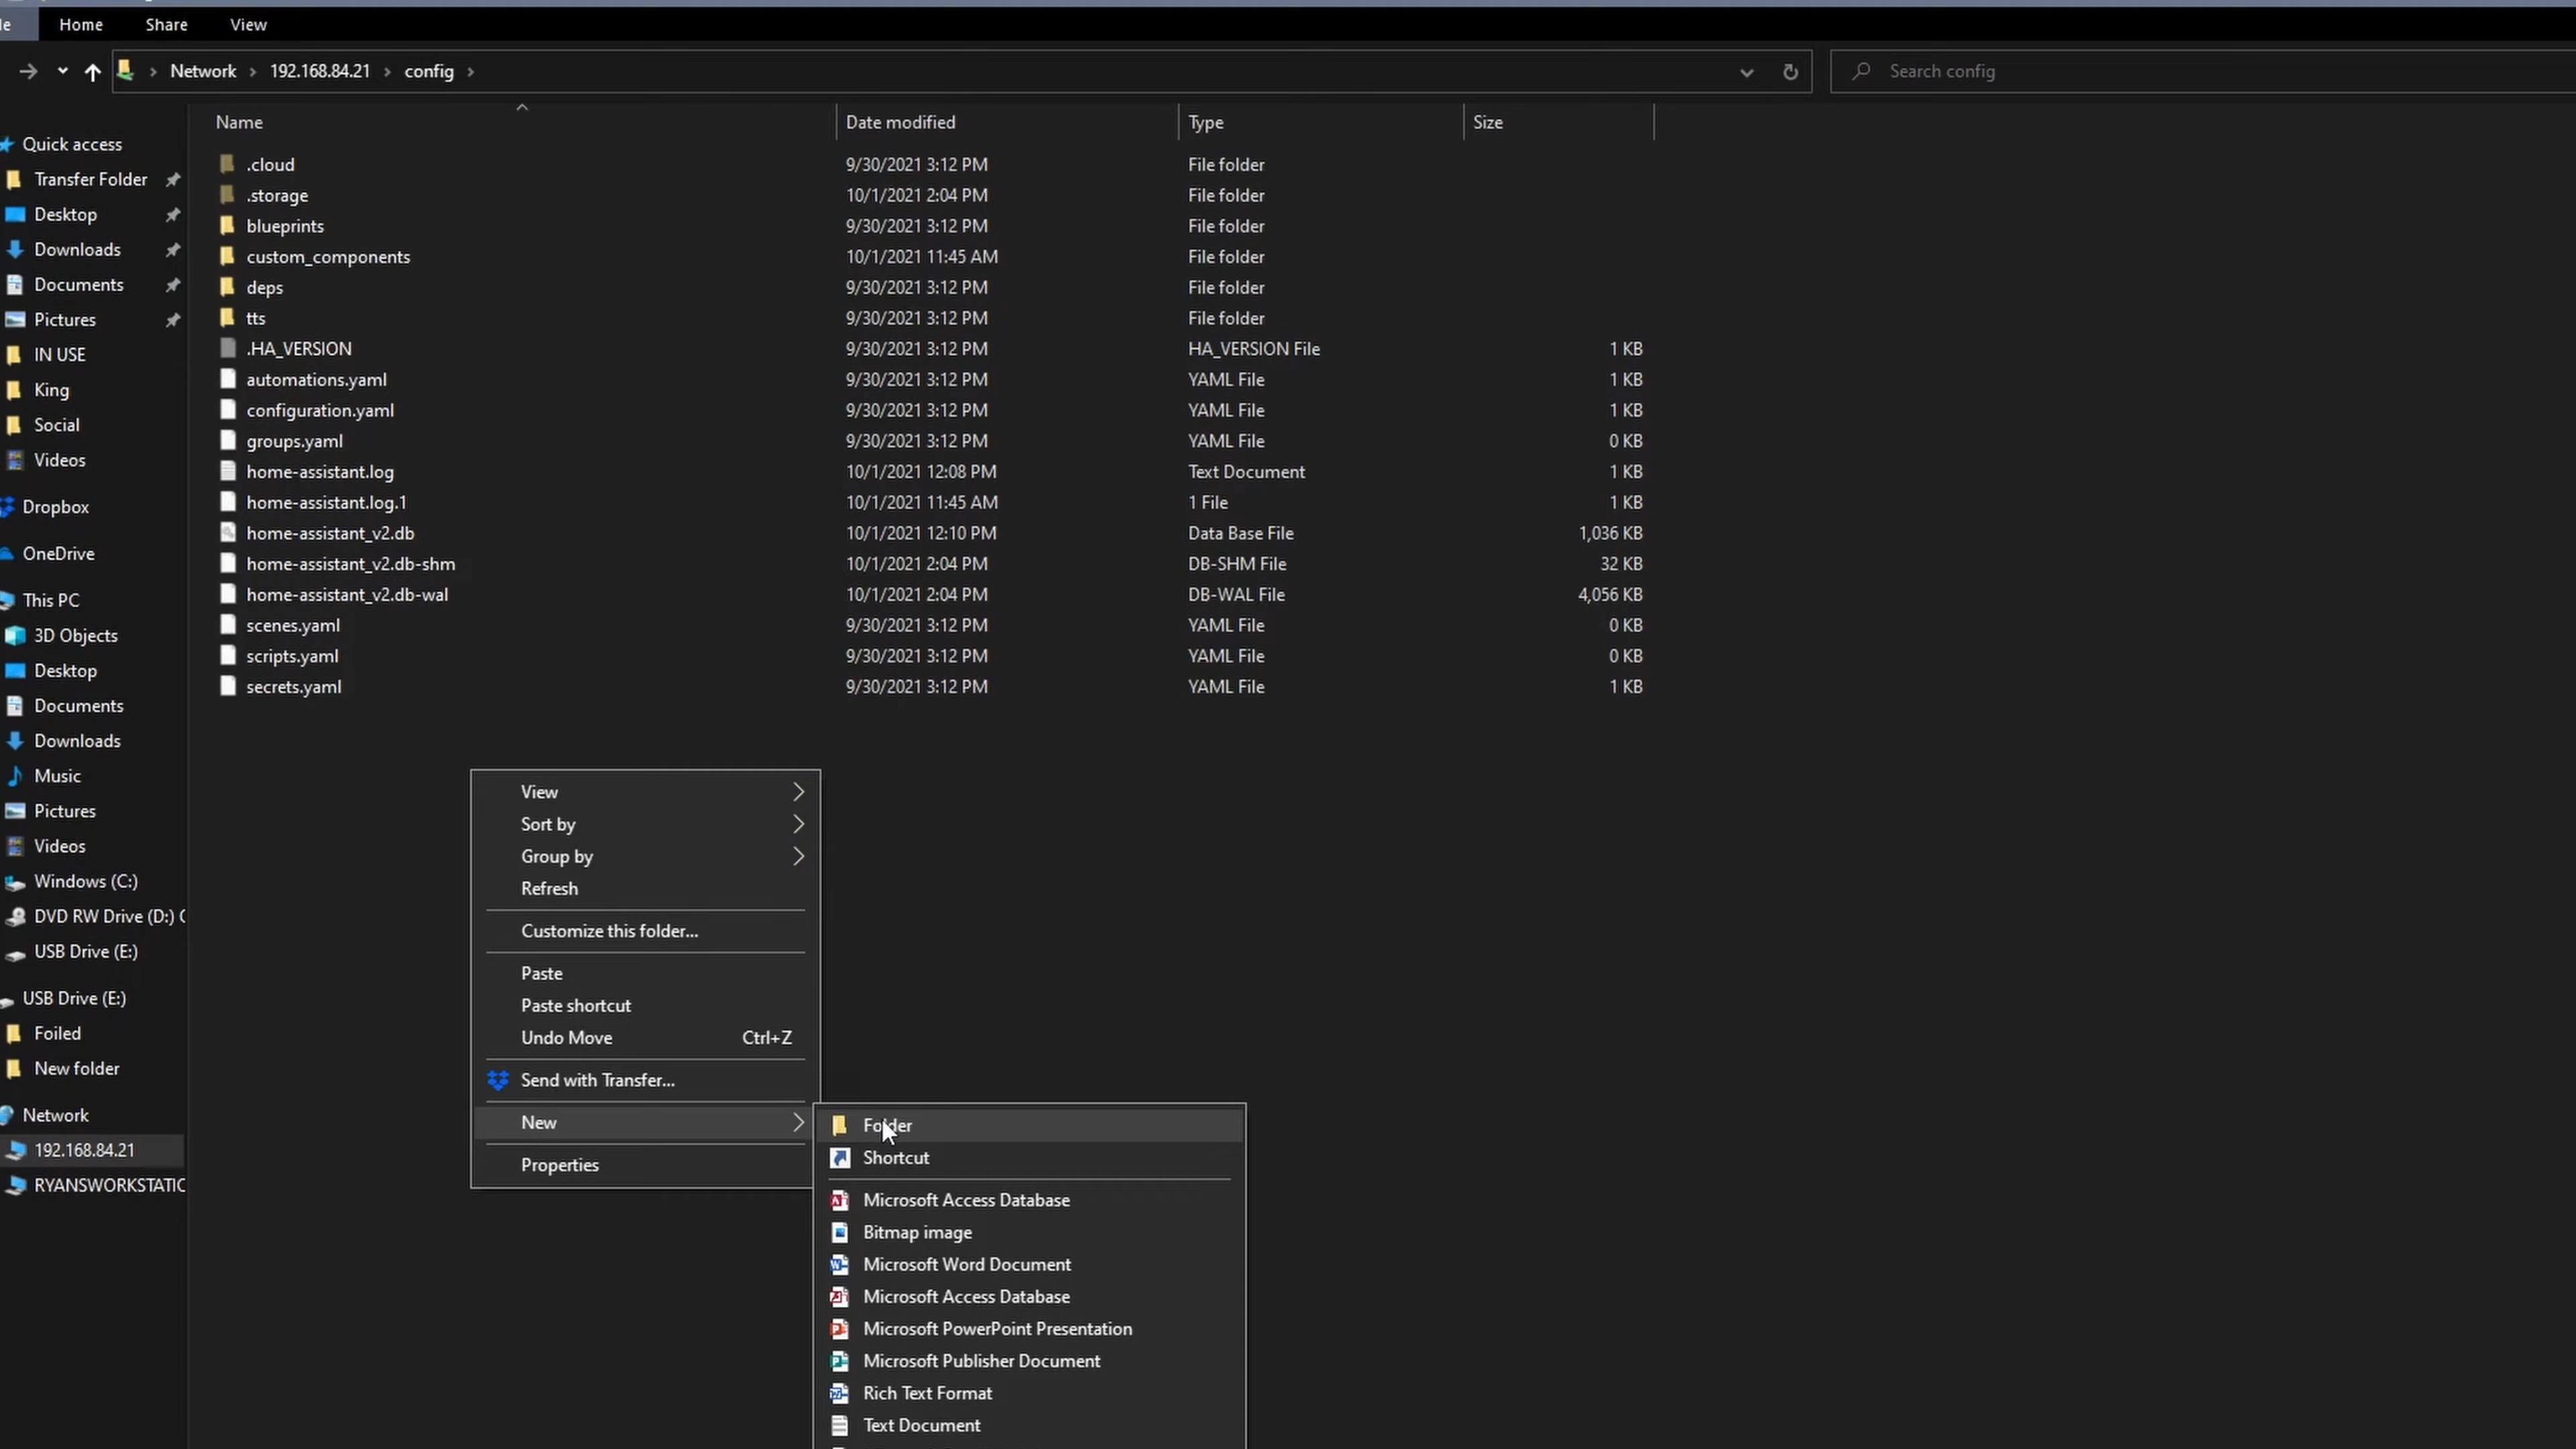 Home Share View
Network 192.168.84.21 config
Search config
Name Date modified Type Size
Quick access
Transfer Folder
Desktop
Downloads
Documents
Pictures
IN USE
King
Social
Videos
Dropbox
OneDrive
This PC
3D Objects
Desktop
Documents
Downloads
Music
Pictures
Videos
Windows (C:)
DVD RW Drive (D:)
USB Drive (E:)
USB Drive (E:)
Foiled
New folder
Network
192.168.84.21
RYANSWORKSTATIC
.cloud 9/30/2021 3:12 PM File folder
.storage 10/1/2021 2:04 PM File folder
blueprints 9/30/2021 3:12 PM File folder
custom_components 10/1/2021 11:45 AM File folder
deps 9/30/2021 3:12 PM File folder
tts 9/30/2021 3:12 PM File folder
.HA_VERSION 9/30/2021 3:12 PM HA_VERSION File 1 KB
automations.yaml 9/30/2021 3:12 PM YAML File 1 KB
configuration.yaml 9/30/2021 3:12 PM YAML File 1 KB
groups.yaml 9/30/2021 3:12 PM YAML File 0 KB
home-assistant.log 10/1/2021 12:08 PM Text Document 1 KB
home-assistant.log.1 10/1/2021 11:45 AM 1 File 1 KB
home-assistant_v2.db 10/1/2021 12:10 PM Data Base File 1,036 KB
home-assistant_v2.db-shm 10/1/2021 2:04 PM DB-SHM File 32 KB
home-assistant_v2.db-wal 10/1/2021 2:04 PM DB-WAL File 4,056 KB
scenes.yaml 9/30/2021 3:12 PM YAML File 0 KB
scripts.yaml 9/30/2021 3:12 PM YAML File 0 KB
secrets.yaml 9/30/2021 3:12 PM YAML File 1 KB
View
Sort by
Group by
Refresh
Customize this folder...
Paste
Paste shortcut
Undo Move Ctrl+Z
Send with Transfer...
New
Properties
Folder
Shortcut
Microsoft Access Database
Bitmap image
Microsoft Word Document
Microsoft Access Database
Microsoft PowerPoint Presentation
Microsoft Publisher Document
Rich Text Format
Text Document